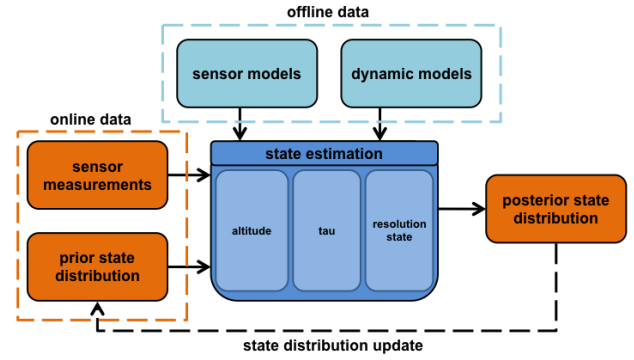 offline data
sensor models
dynamic models
online data
sensor
measurements
prior state
distribution
state estimation
altitude
tau
resolution
state
posterior state
distribution
state distribution update